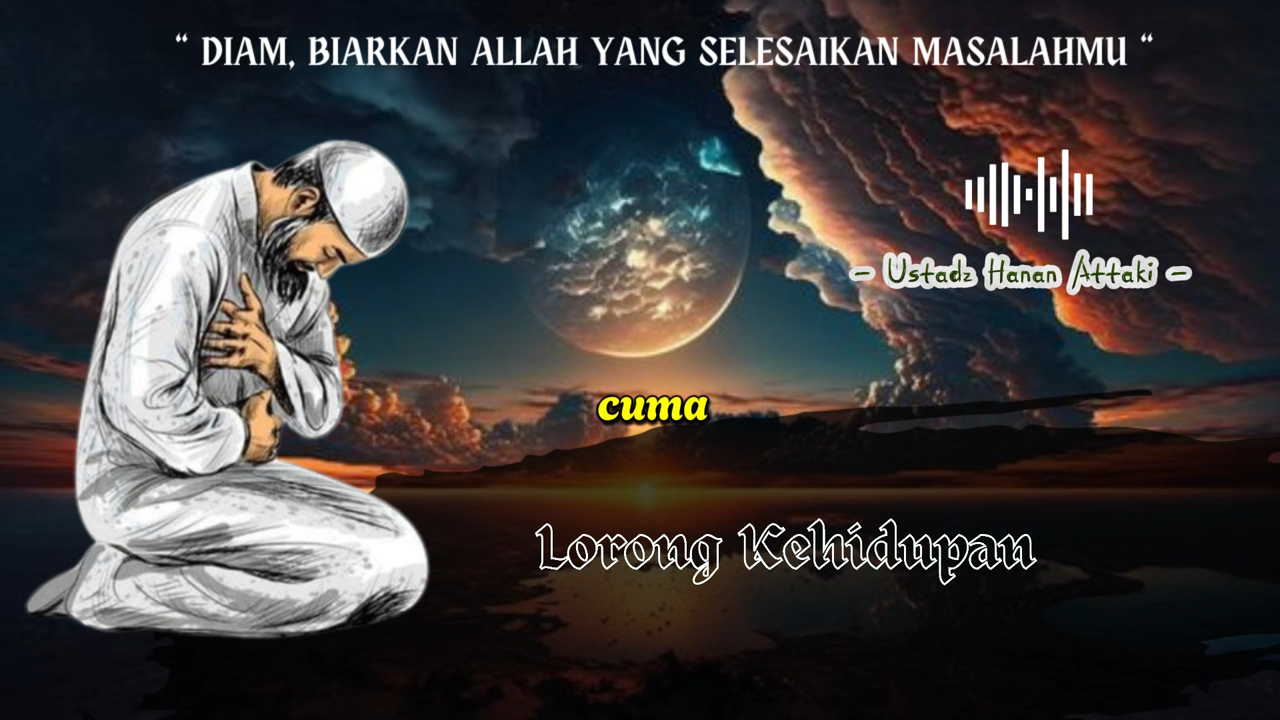 “ DIAM, BIARKAN ALLAH YANG SELESAIKAN MASALAHMU “
- Ustadz Hanan Attaki -
cuma
Lorong Kehidupan